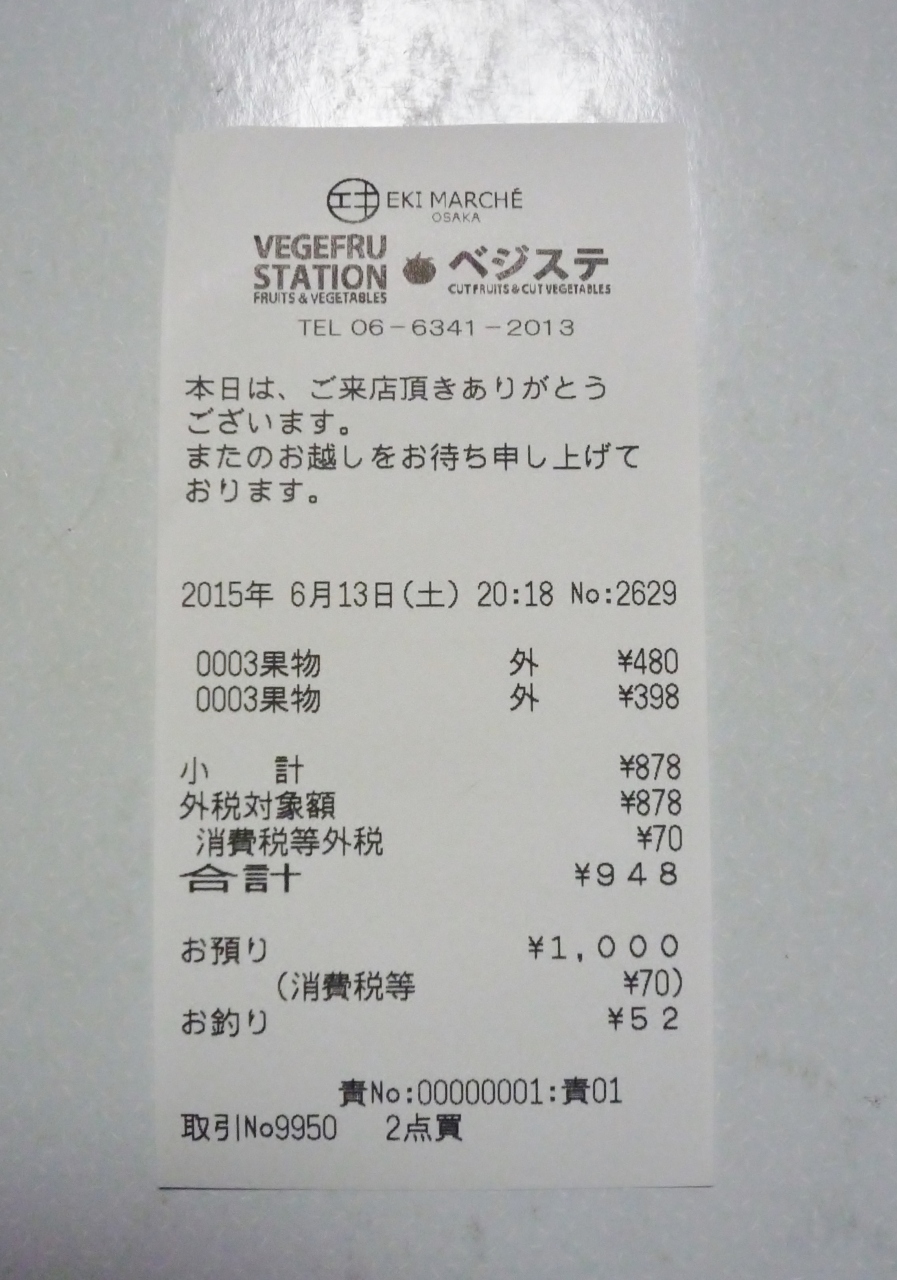 エキ EKI MARCHÉ
OSAKA
VEGEFRU
STATION
FRUITS & VEGETABLES
ベジステ
CUT FRUITS & CUT VEGETABLES
TEL 06-6341-2013
本日は、ご来店頂きありがとう
ございます。
またのお越しをお待ち申し上げて
おります。
2015年 6月13日(土) 20:18 No:2629
0003果物 外 ¥480
0003果物 外 ¥398
小 計 ¥878
外税対象額 ¥878
消費税等外税 ¥70
合計 ¥948
お預り ¥1,000
(消費税等 ¥70)
お釣り ¥52
責No:00000001:責01
取引No9950 2点買